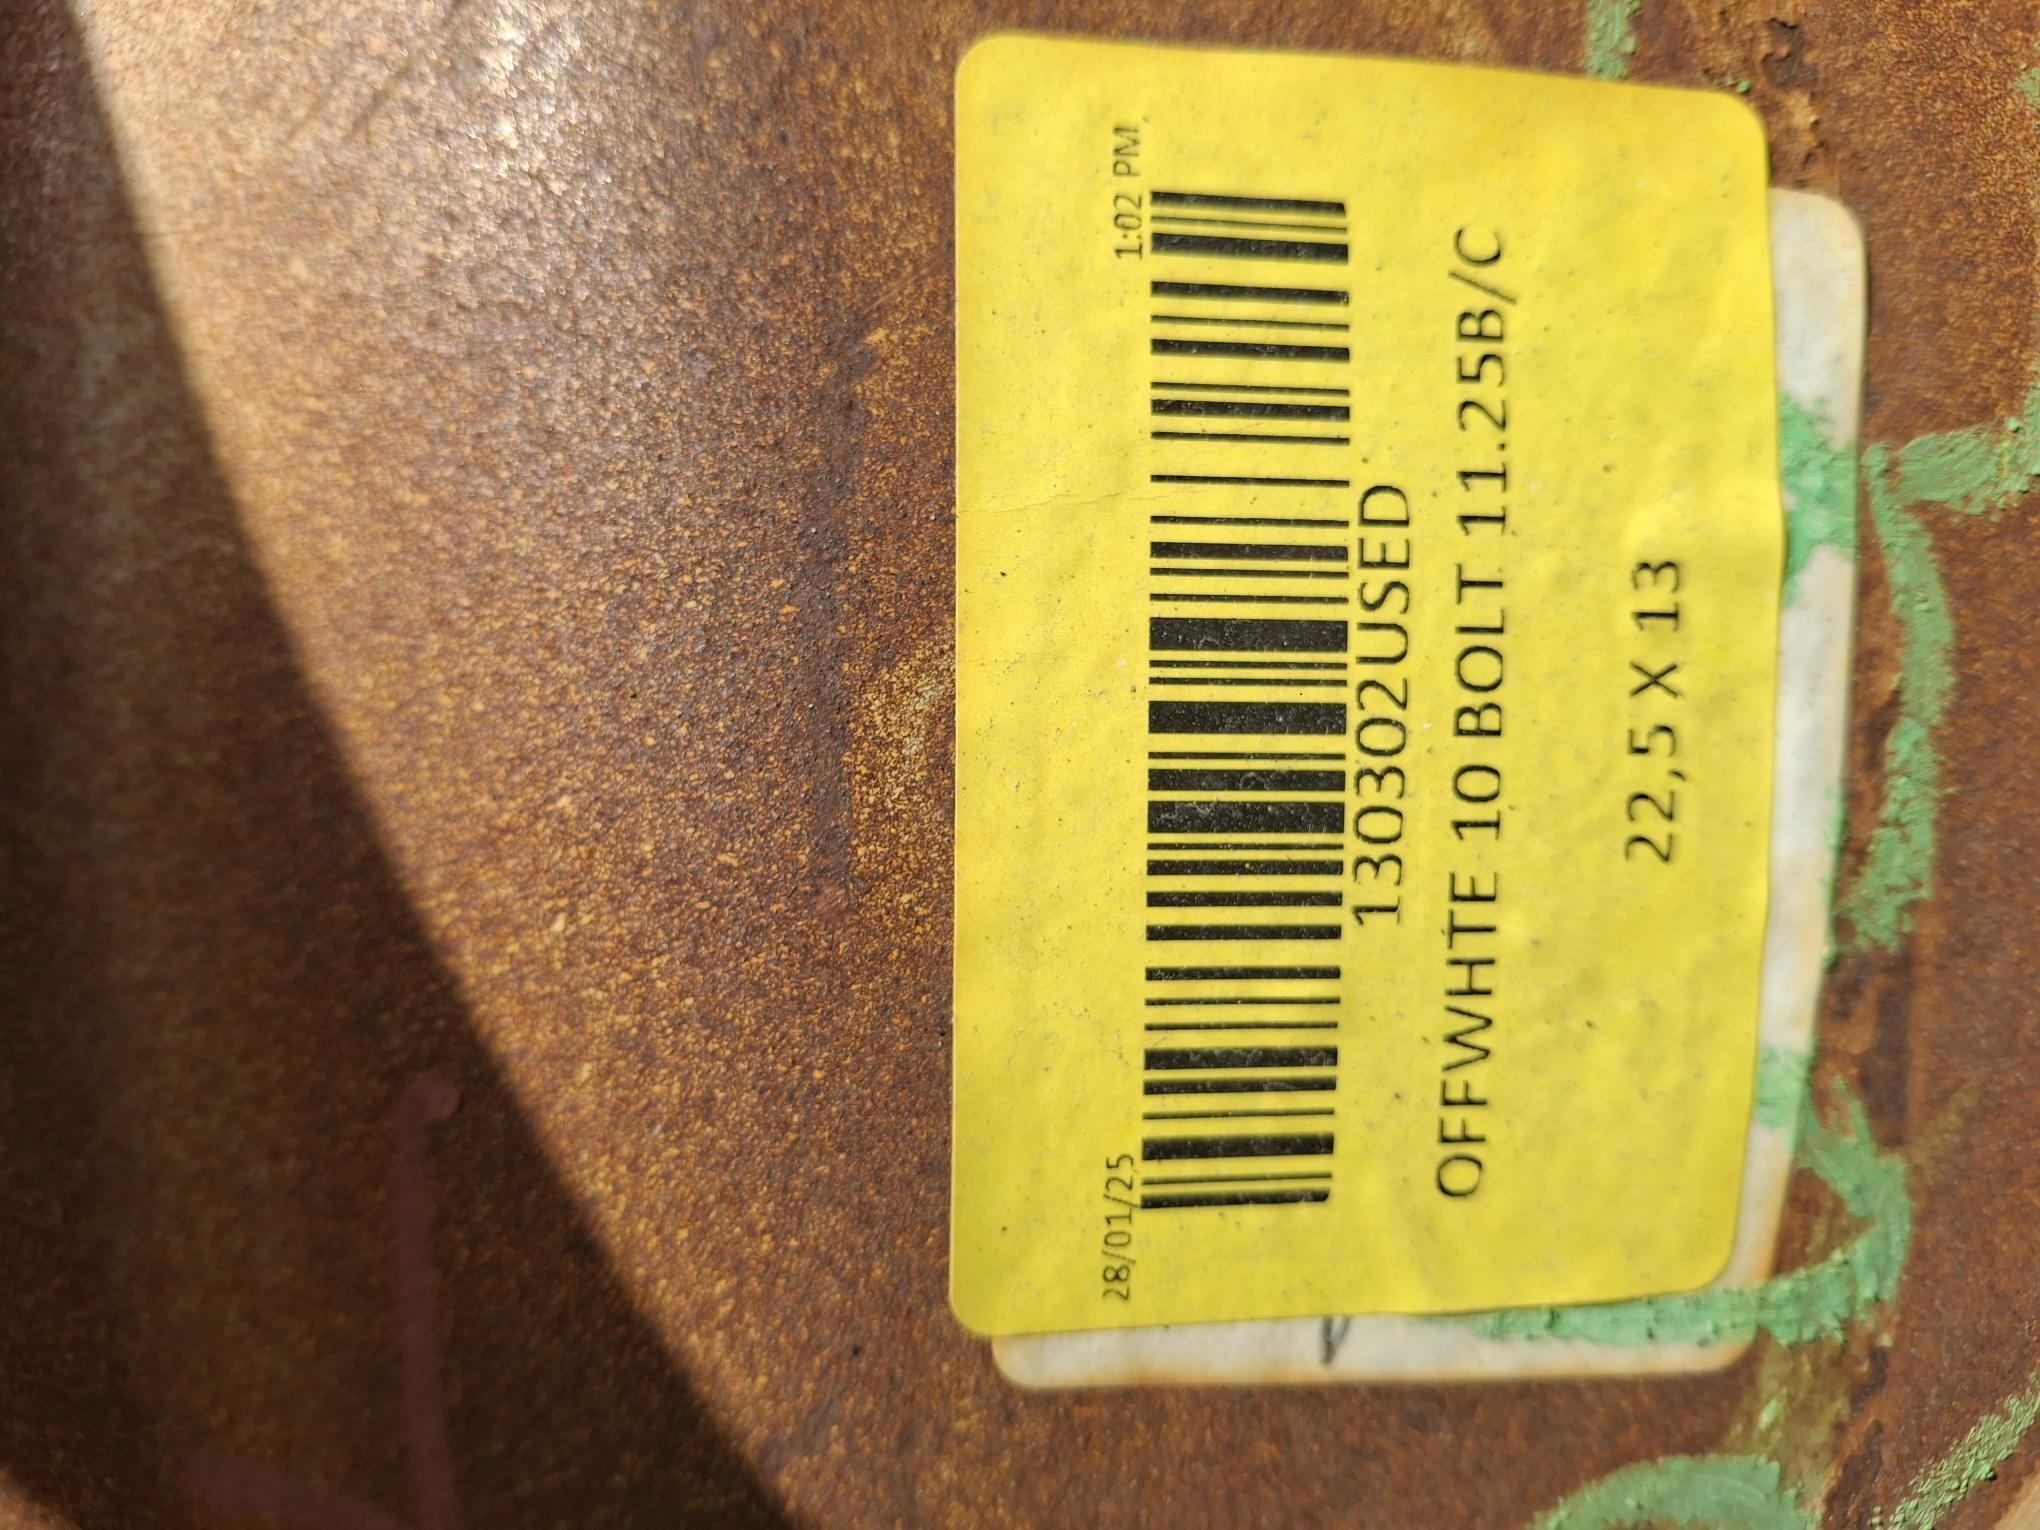 28/01/25 1:02 PM
130302USED
OFFWHTE 10 BOLT 11.25B/C
22,5 X 13